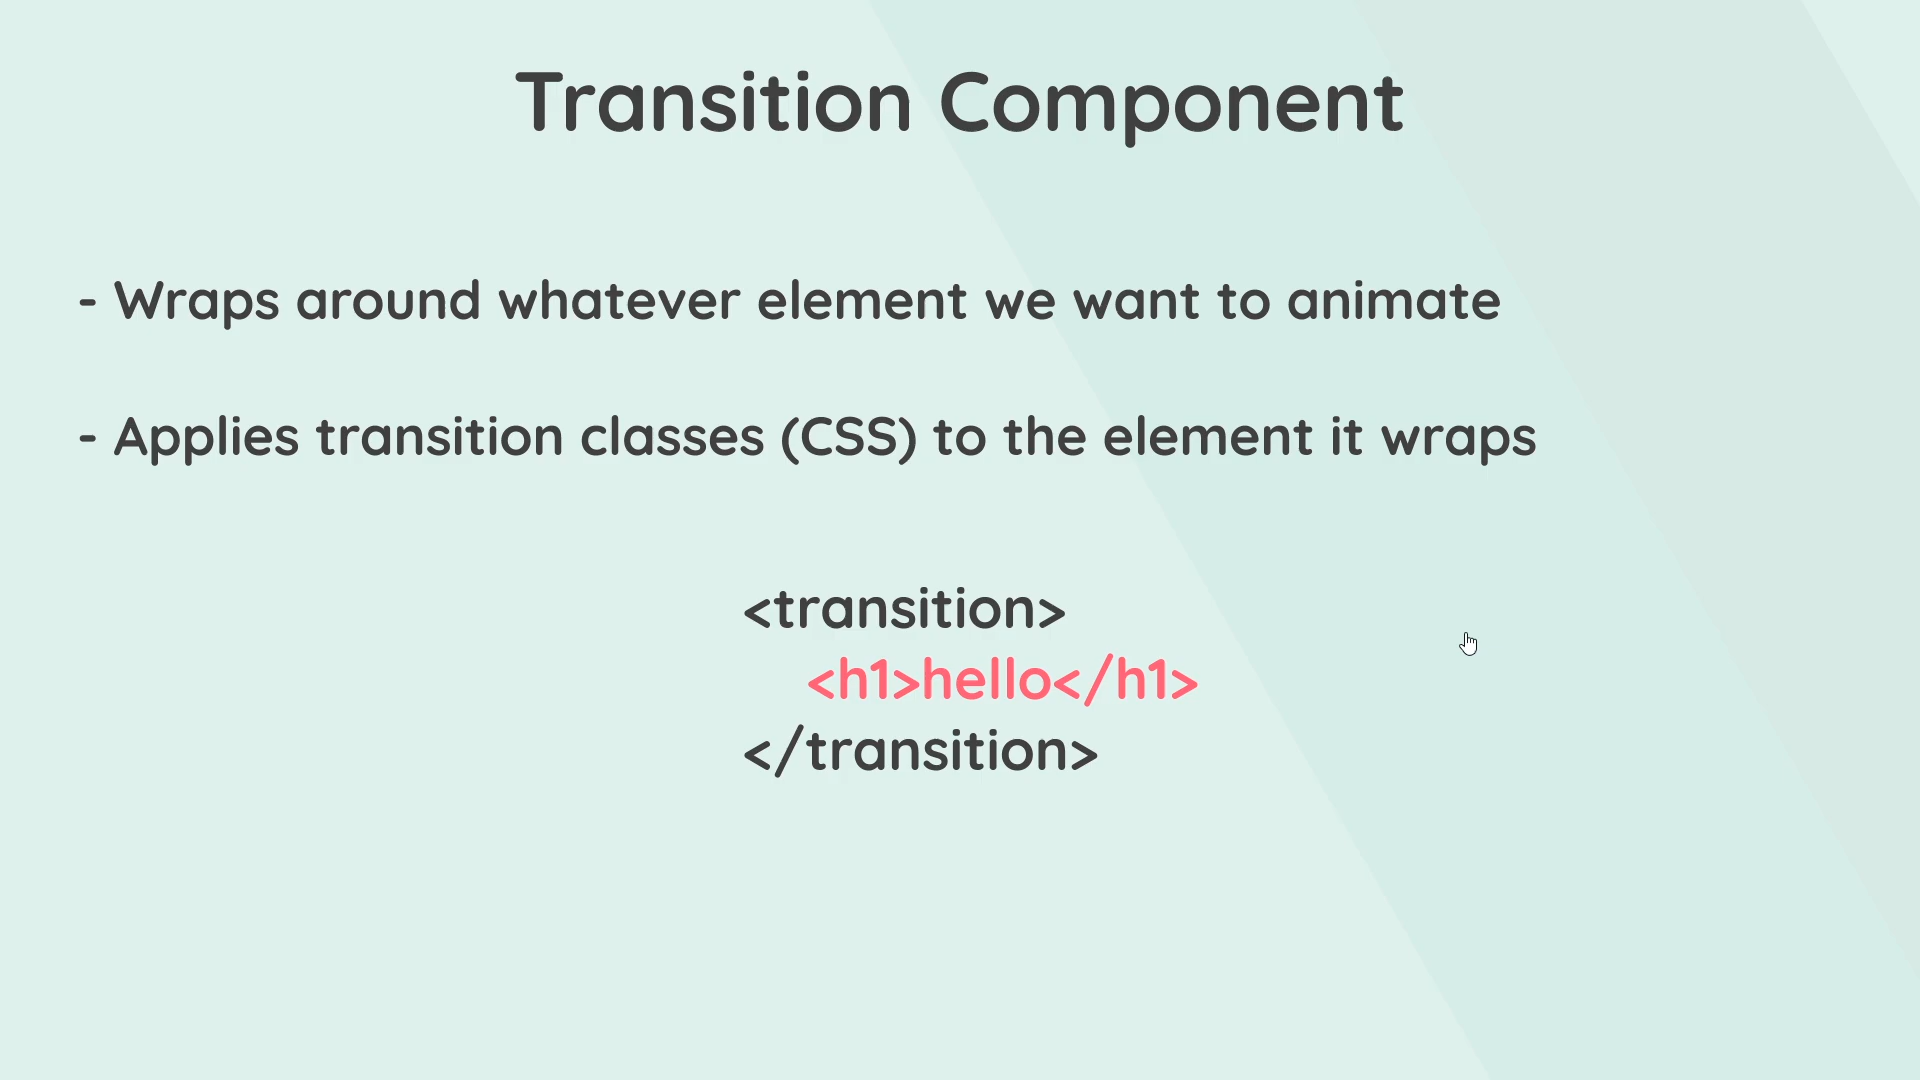 Transition Component
- Wraps around whatever element we want to animate
- Applies transition classes (CSS) to the element it wraps
<transition>
<h1>hello</h1>
</transition>